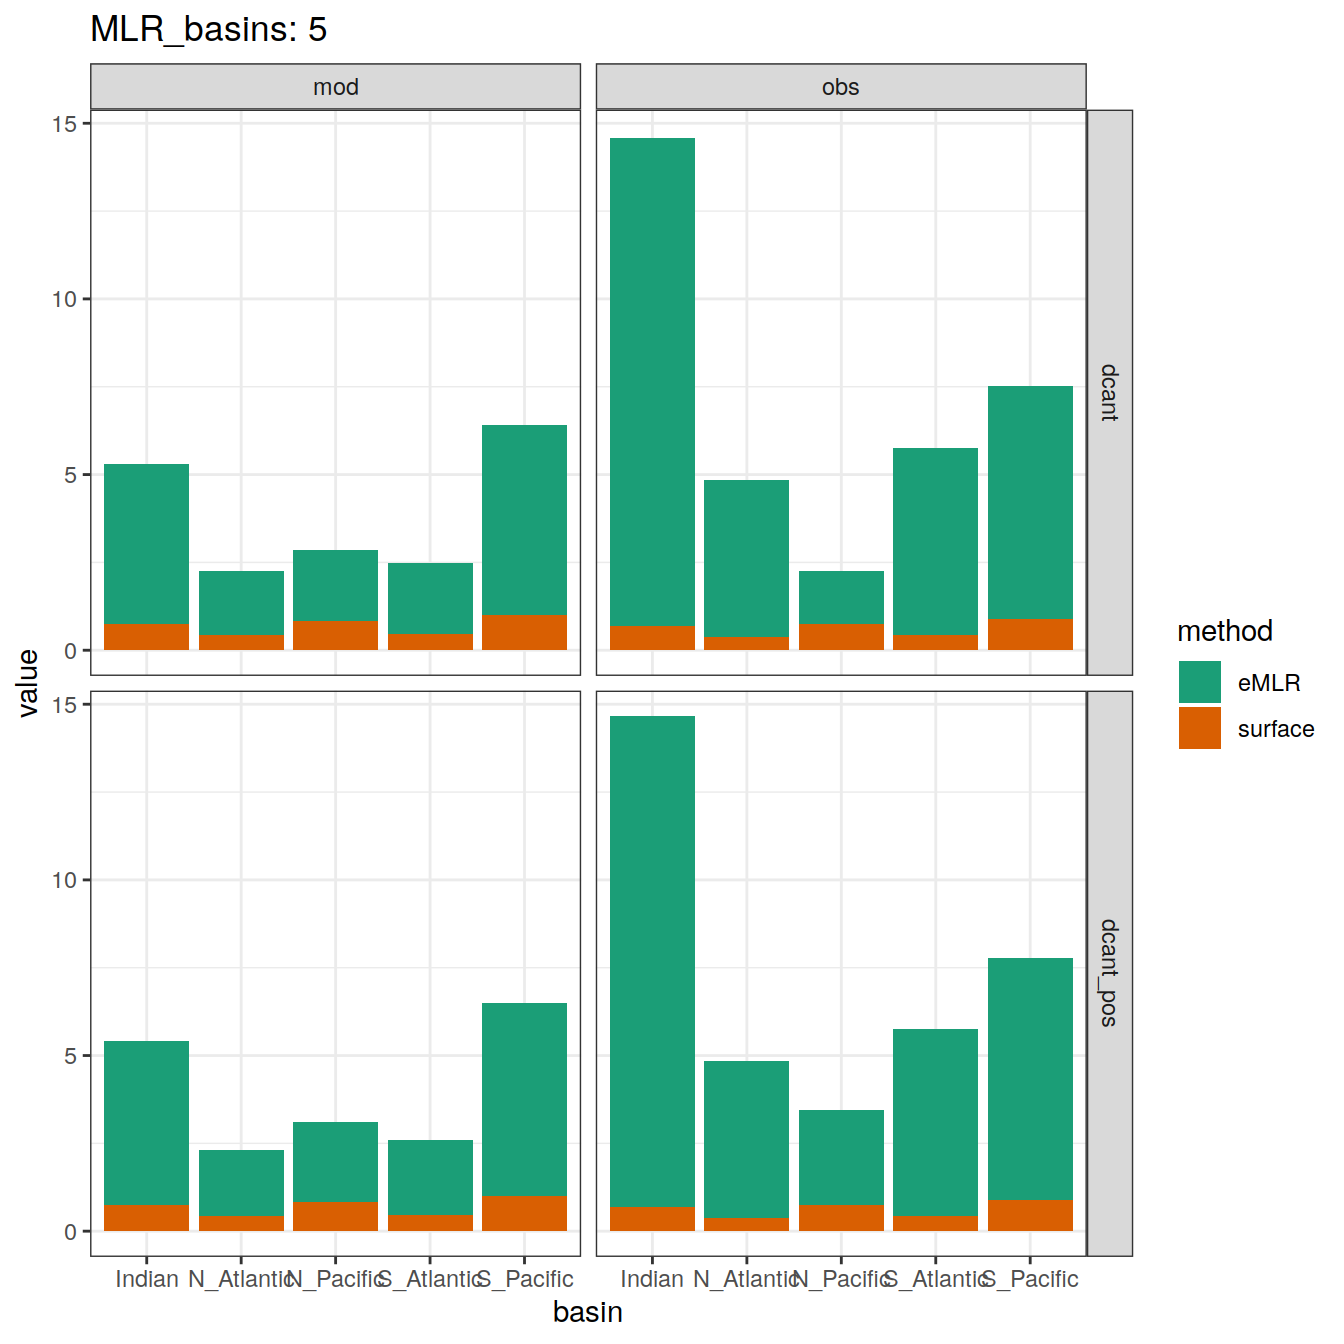 MLR_basins: 5
mod
obs
15
10
5
0
dcant
15
10
5
0
dcant_pos
value
Indian N_Atlantic N_Pacific S_Atlantic S_Pacific
Indian N_Atlantic N_Pacific S_Atlantic S_Pacific
basin
method
eMLR
surface